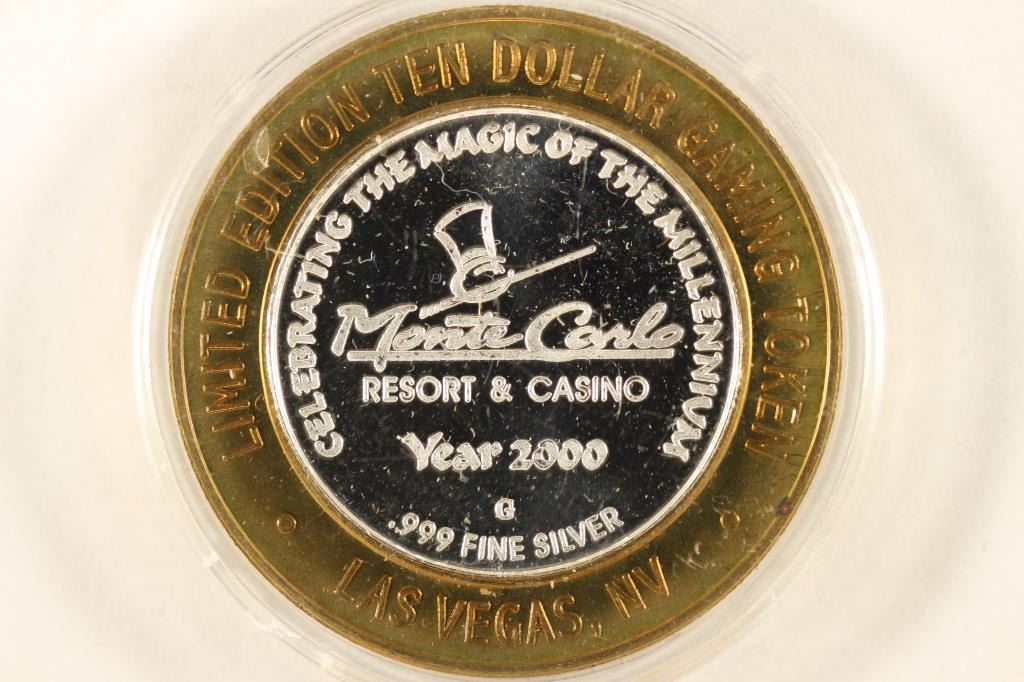 LIMITED EDITION TEN DOLLAR GAMING TOKEN
CELEBRATING THE MAGIC OF THE MILLENNIUM
Monte Carlo
RESORT & CASINO
Year 2000
G
.999 FINE SILVER
LAS VEGAS, NV